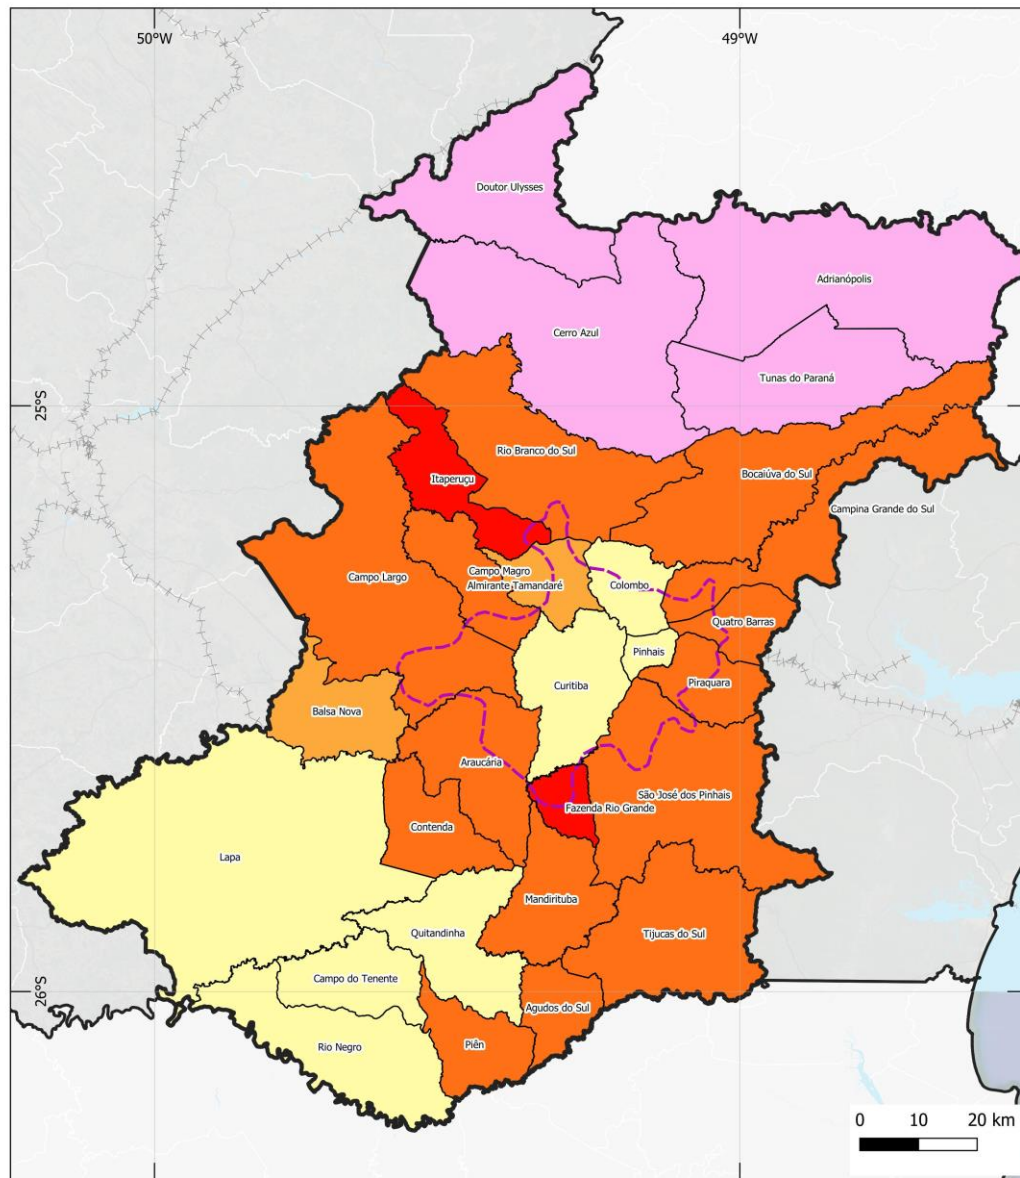 50°W
49°W
Doutor Ulysses
Adrianópolis
Cerro Azul
Tunas do Paraná
25°S
Rio Branco do Sul
Bocaiúva do Sul
Itaperuçu
Campina Grande do Sul
Campo Magro
Campo Largo
Almirante Tamandaré
Colombo
Quatro Barras
Pinhais
Piraquara
Curitiba
Balsa Nova
Araucária
São José dos Pinhais
Fazenda Rio Grande
Contenda
Lapa
Mandirituba
Quitandinha
Tijucas do Sul
Campo do Tenente
26°S
Agudos do Sul
Rio Negro
Piên
0 10 20 km